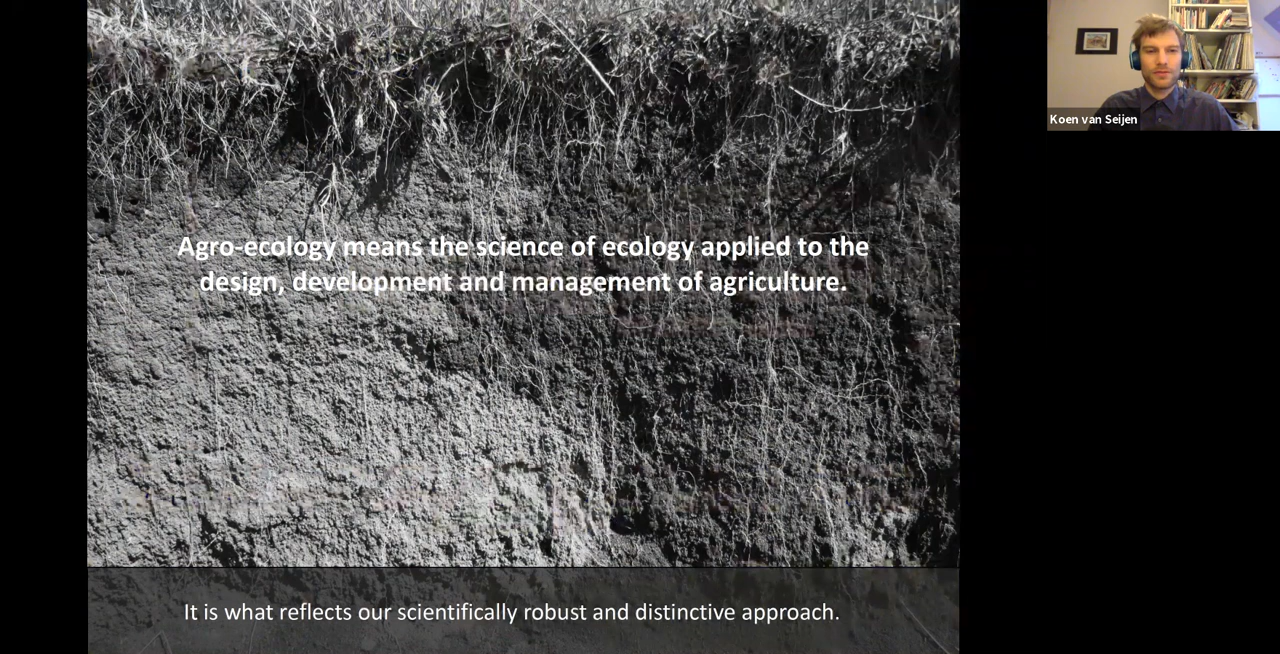 Agro-ecology means the science of ecology applied to the
design, development and management of agriculture.
It is what reflects our scientifically robust and distinctive approach.
Koen van Seijen